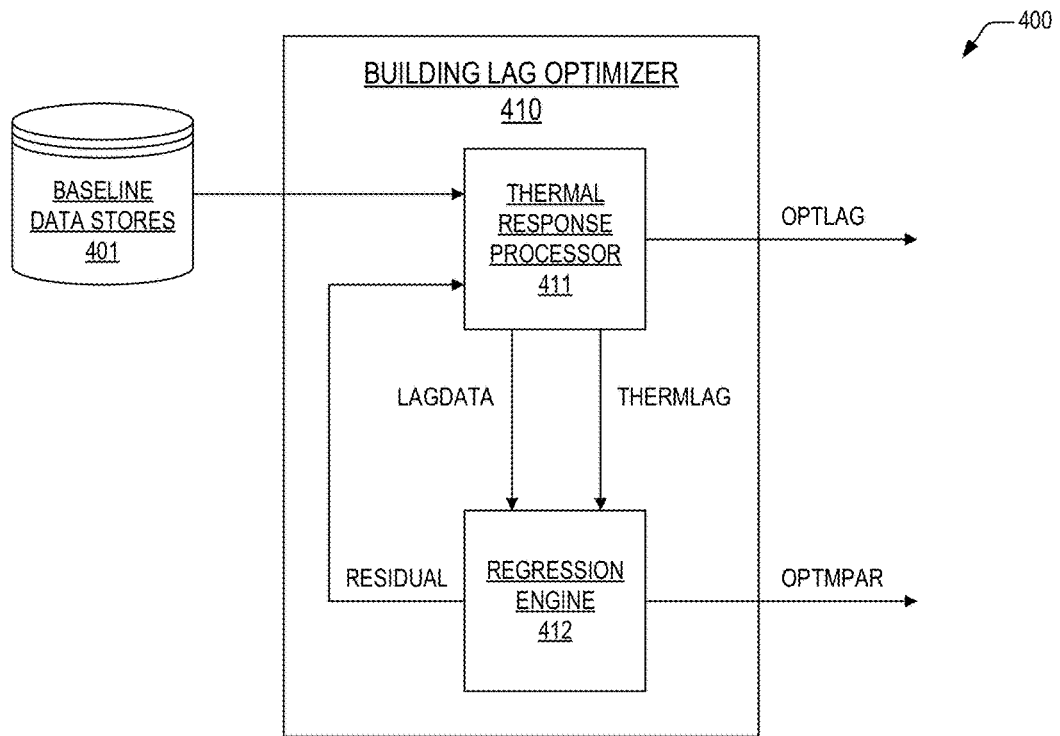 400
BUILDING LAG OPTIMIZER
410
BASELINE
DATA STORES
401
THERMAL
RESPONSE
PROCESSOR
411
OPTLAG
LAGDATA
THERMLAG
RESIDUAL
REGRESSION
ENGINE
412
OPTMPAR